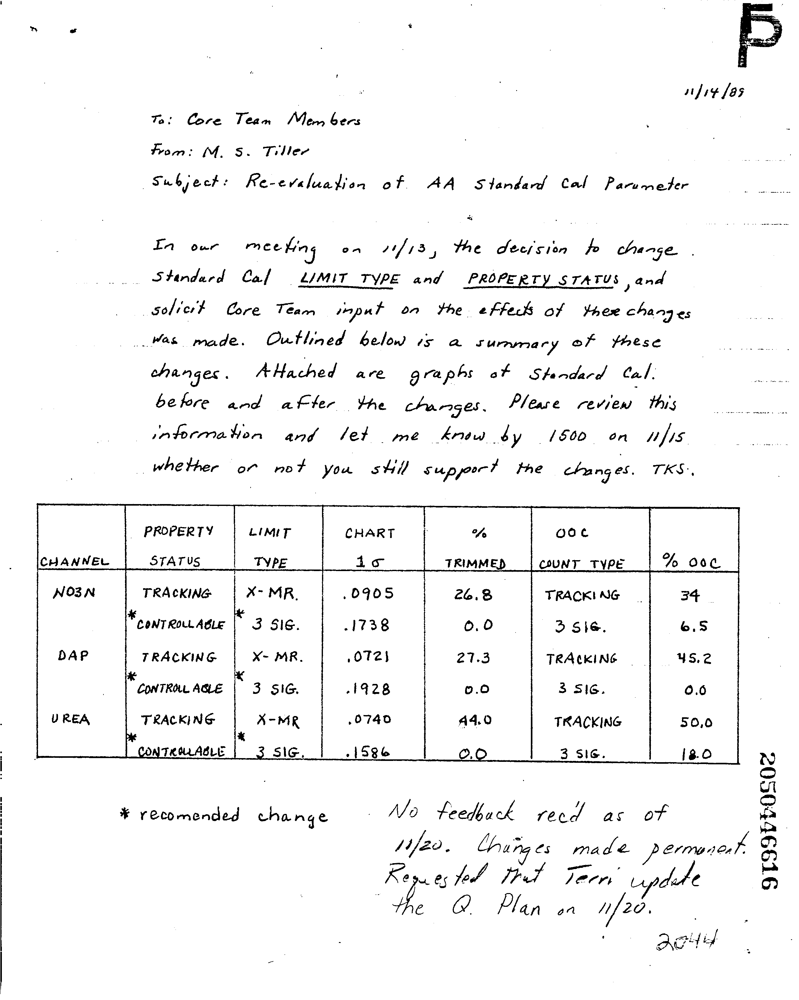 11/14/89
To: Core Team Members
From: M. S. Tiller
Subject: Re-evaluation of AA Standard Cal Parameter
In our meeting on 11/13, the decision to change
Standard Cal LIMIT TYPE and PROPERTY STATUS, and
solicit Core Team input on the effects of these changes
was made. Outlined below is a summary of these
changes. Attached are graphs of Standard Cal.
before and after the changes. Please review this
information and let me know by 1500 on 11/15
whether or not you still support the changes. TKS.
PROPERTY LIMIT CHART % OOC
CHANNEL STATUS TYPE 1 σ TRIMMED COUNT TYPE % OOC
NO3N TRACKING X-MR. .0905 26.8 TRACKING 34
* CONTROLLABLE * 3 SIG. .1738 0.0 3 SIG. 6.5
DAP TRACKING X-MR. .0721 27.3 TRACKING 45.2
* CONTROLLABLE * 3 SIG. .1928 0.0 3 SIG. 0.0
UREA TRACKING X-MR .0740 44.0 TRACKING 50.0
* CONTROLLABLE * 3 SIG. .1586 0.0 3 SIG. 18.0
* recomended change
No feedback rec'd as of
11/20. Changes made permanent.
Requested that Terri update
the Q. Plan on 11/20.
2044
2050446616